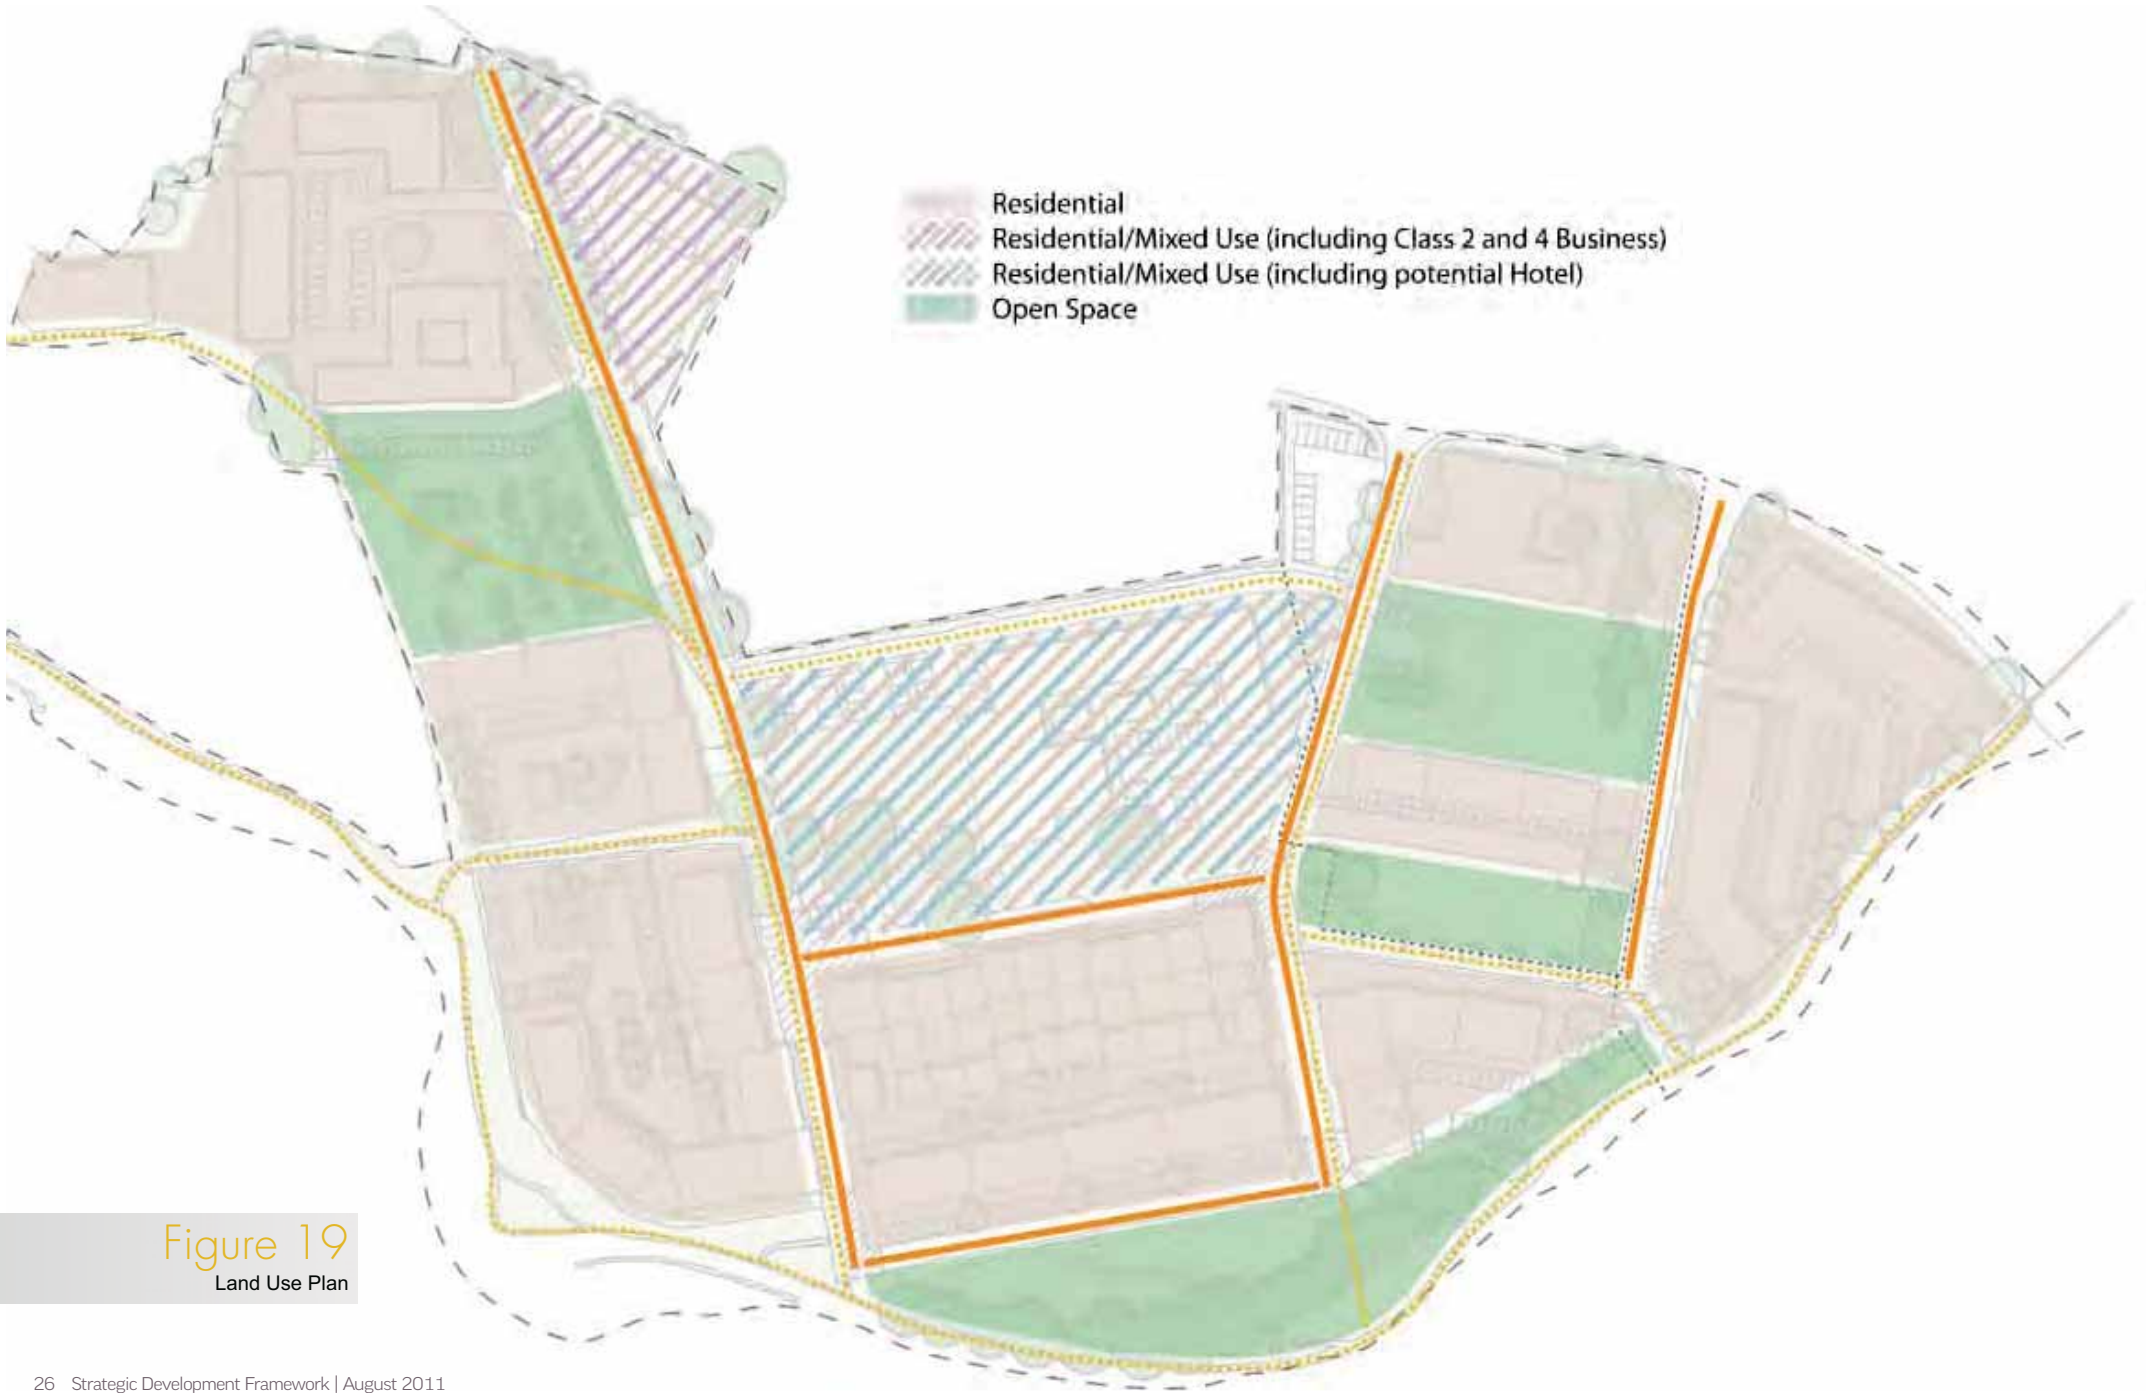 Residential
Residential/Mixed Use (including Class 2 and 4 Business)
Residential/Mixed Use (including potential Hotel)
Open Space
Figure 19
Land Use Plan
26 Strategic Development Framework | August 2011